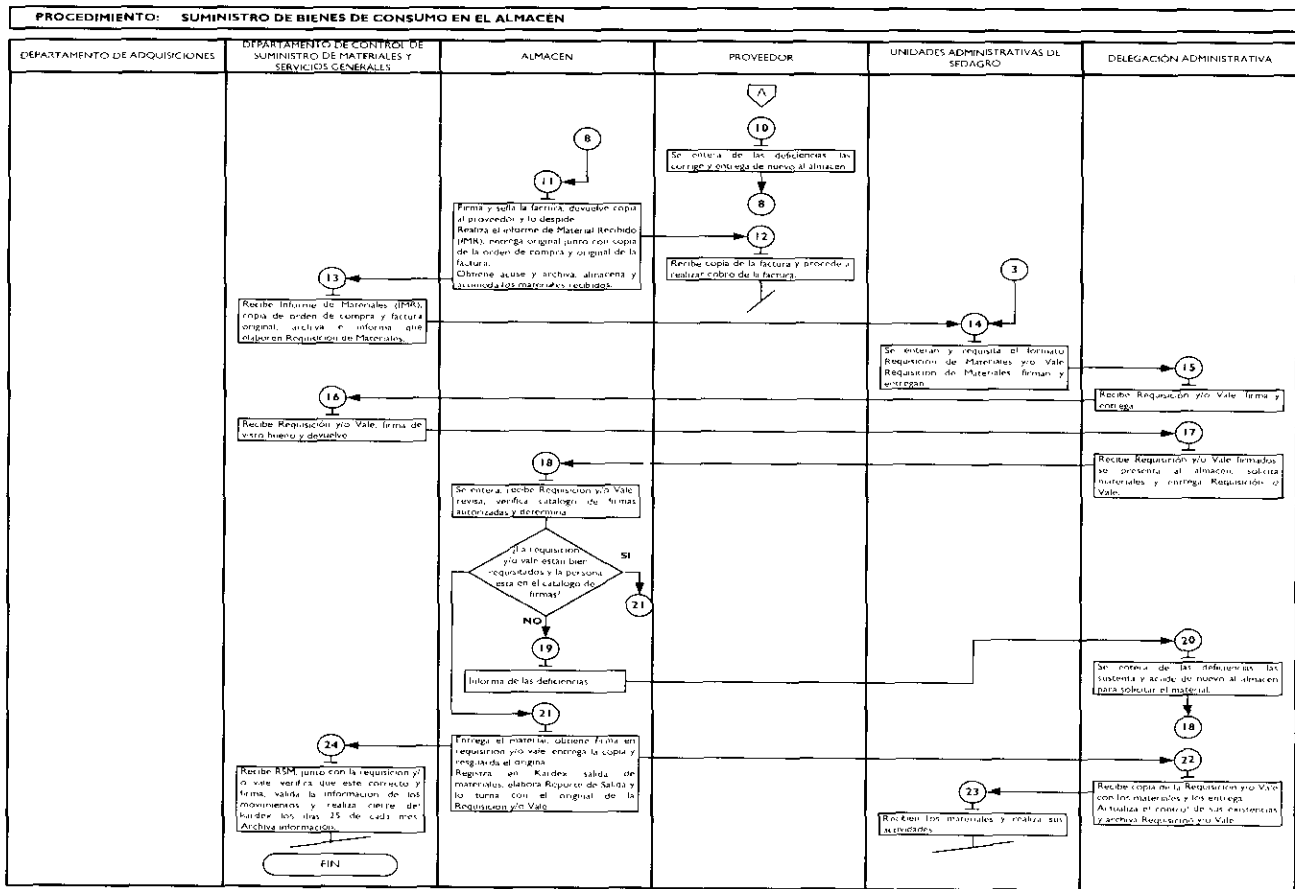 PROCEDIMIENTO: SUMINISTRO DE BIENES DE CONSUMO EN EL ALMACÉN
DEPARTAMENTO DE ADQUISICIONES
DEPARTAMENTO DE CONTROL DE
SUMINISTRO DE MATERIALES Y
SERVICIOS GENERALES
ALMACEN
PROVEEDOR
UNIDADES ADMINISTRATIVAS DE
SEDAGRO
DELEGACIÓN ADMINISTRATIVA
A
10
Se entera de las deficiencias las
corrige y entrega de nuevo al almacén
8
8
11
Firma y sella la factura, devuelve copia
al proveedor y lo despide
Realiza el informe de Material Recibido
(IMR), entrega original junto con copia
de la orden de compra y original de la
factura.
Obtiene acuse y archiva, almacena y
acomoda los materiales recibidos.
12
Recibe copia de la factura y procede a
realizar cobro de la factura.
13
Recibe Informe de Materiales (IMR),
copia de orden de compra y factura
original, archiva e informa que
elaboren Requisición de Materiales.
3
14
Se enteran y requisita el formato
Requisición de Materiales y/o Vale
Requisición de Materiales firman y
entregan
15
Recibe Requisición y/o Vale firma y
entrega
16
Recibe Requisición y/o Vale, firma de
visto bueno y devuelve
17
Recibe Requisición y/o Vale firmados
se presenta al almacén, solicita
materiales y entrega Requisición o
Vale.
18
Se entera, recibe Requisición y/o Vale
revisa, verifica catalogo de firmas
autorizadas y determina
¿La requisición
y/o vale están bien
requisitados y la persona
esta en el catalogo de
firmas?
SI
21
NO
19
Informa de las deficiencias
20
Se entera de las deficiencias las
sustenta y acude de nuevo al almacén
para solicitar el material.
18
21
Entrega el material, obtiene firma en
requisición y/o vale entrega la copia y
resguarda el original
Registra en Kardex salida de
materiales, elabora Reporte de Salida y
lo turna con el original de la
Requisicion y/o Vale
22
Recibe copia de la Requisición y/o Vale
con los materiales y los entrega
Actualiza el control de sus existencias
y archiva Requisición y/o Vale
23
Reciben los materiales y realiza sus
actividades
24
Recibe RSM, junto con la requisición y/
o vale verifica que este correcto y
firma, valida la información de los
movimientos y realiza cierre del
kardex los días 25 de cada mes
Archiva información.
FIN